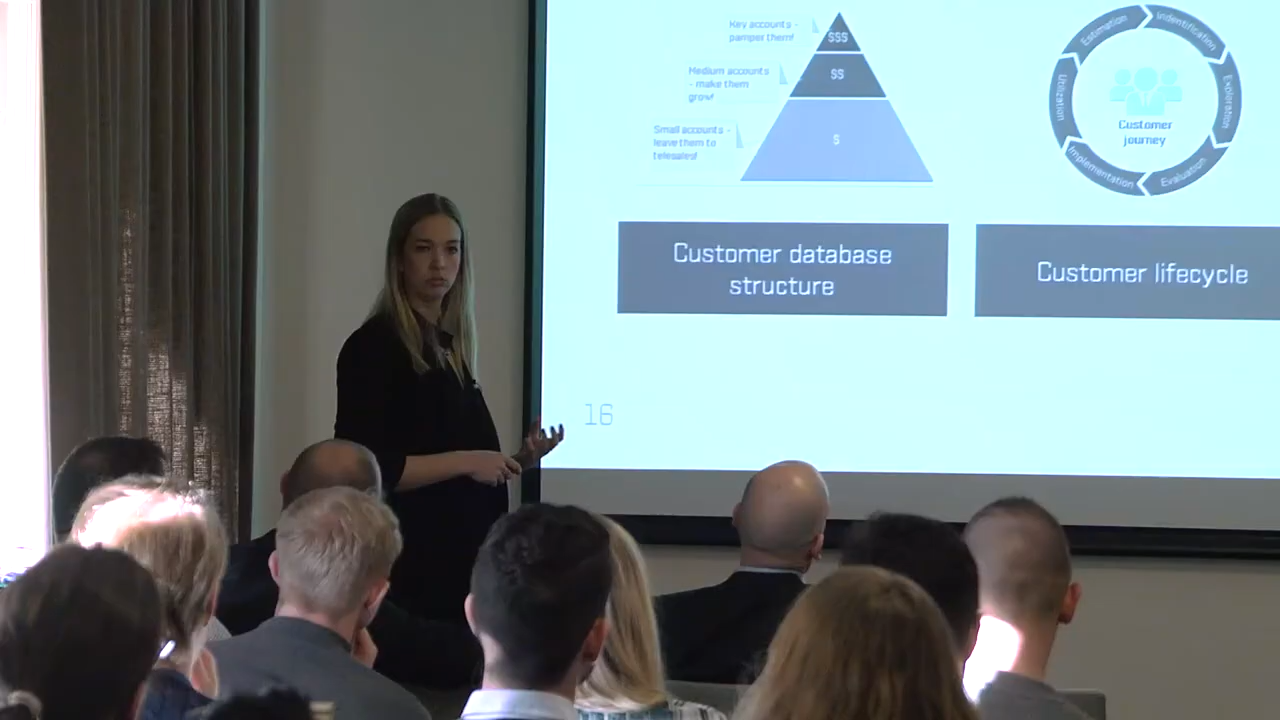 Key accounts -
pamper them!
$$$
Medium accounts
- make them
grow!
$$
Small accounts -
leave them to
telesales!
$
Estimation
Indentification
Exploration
Evaluation
Implementation
Utilization
Customer
journey
Customer database
structure
Customer lifecycle
16